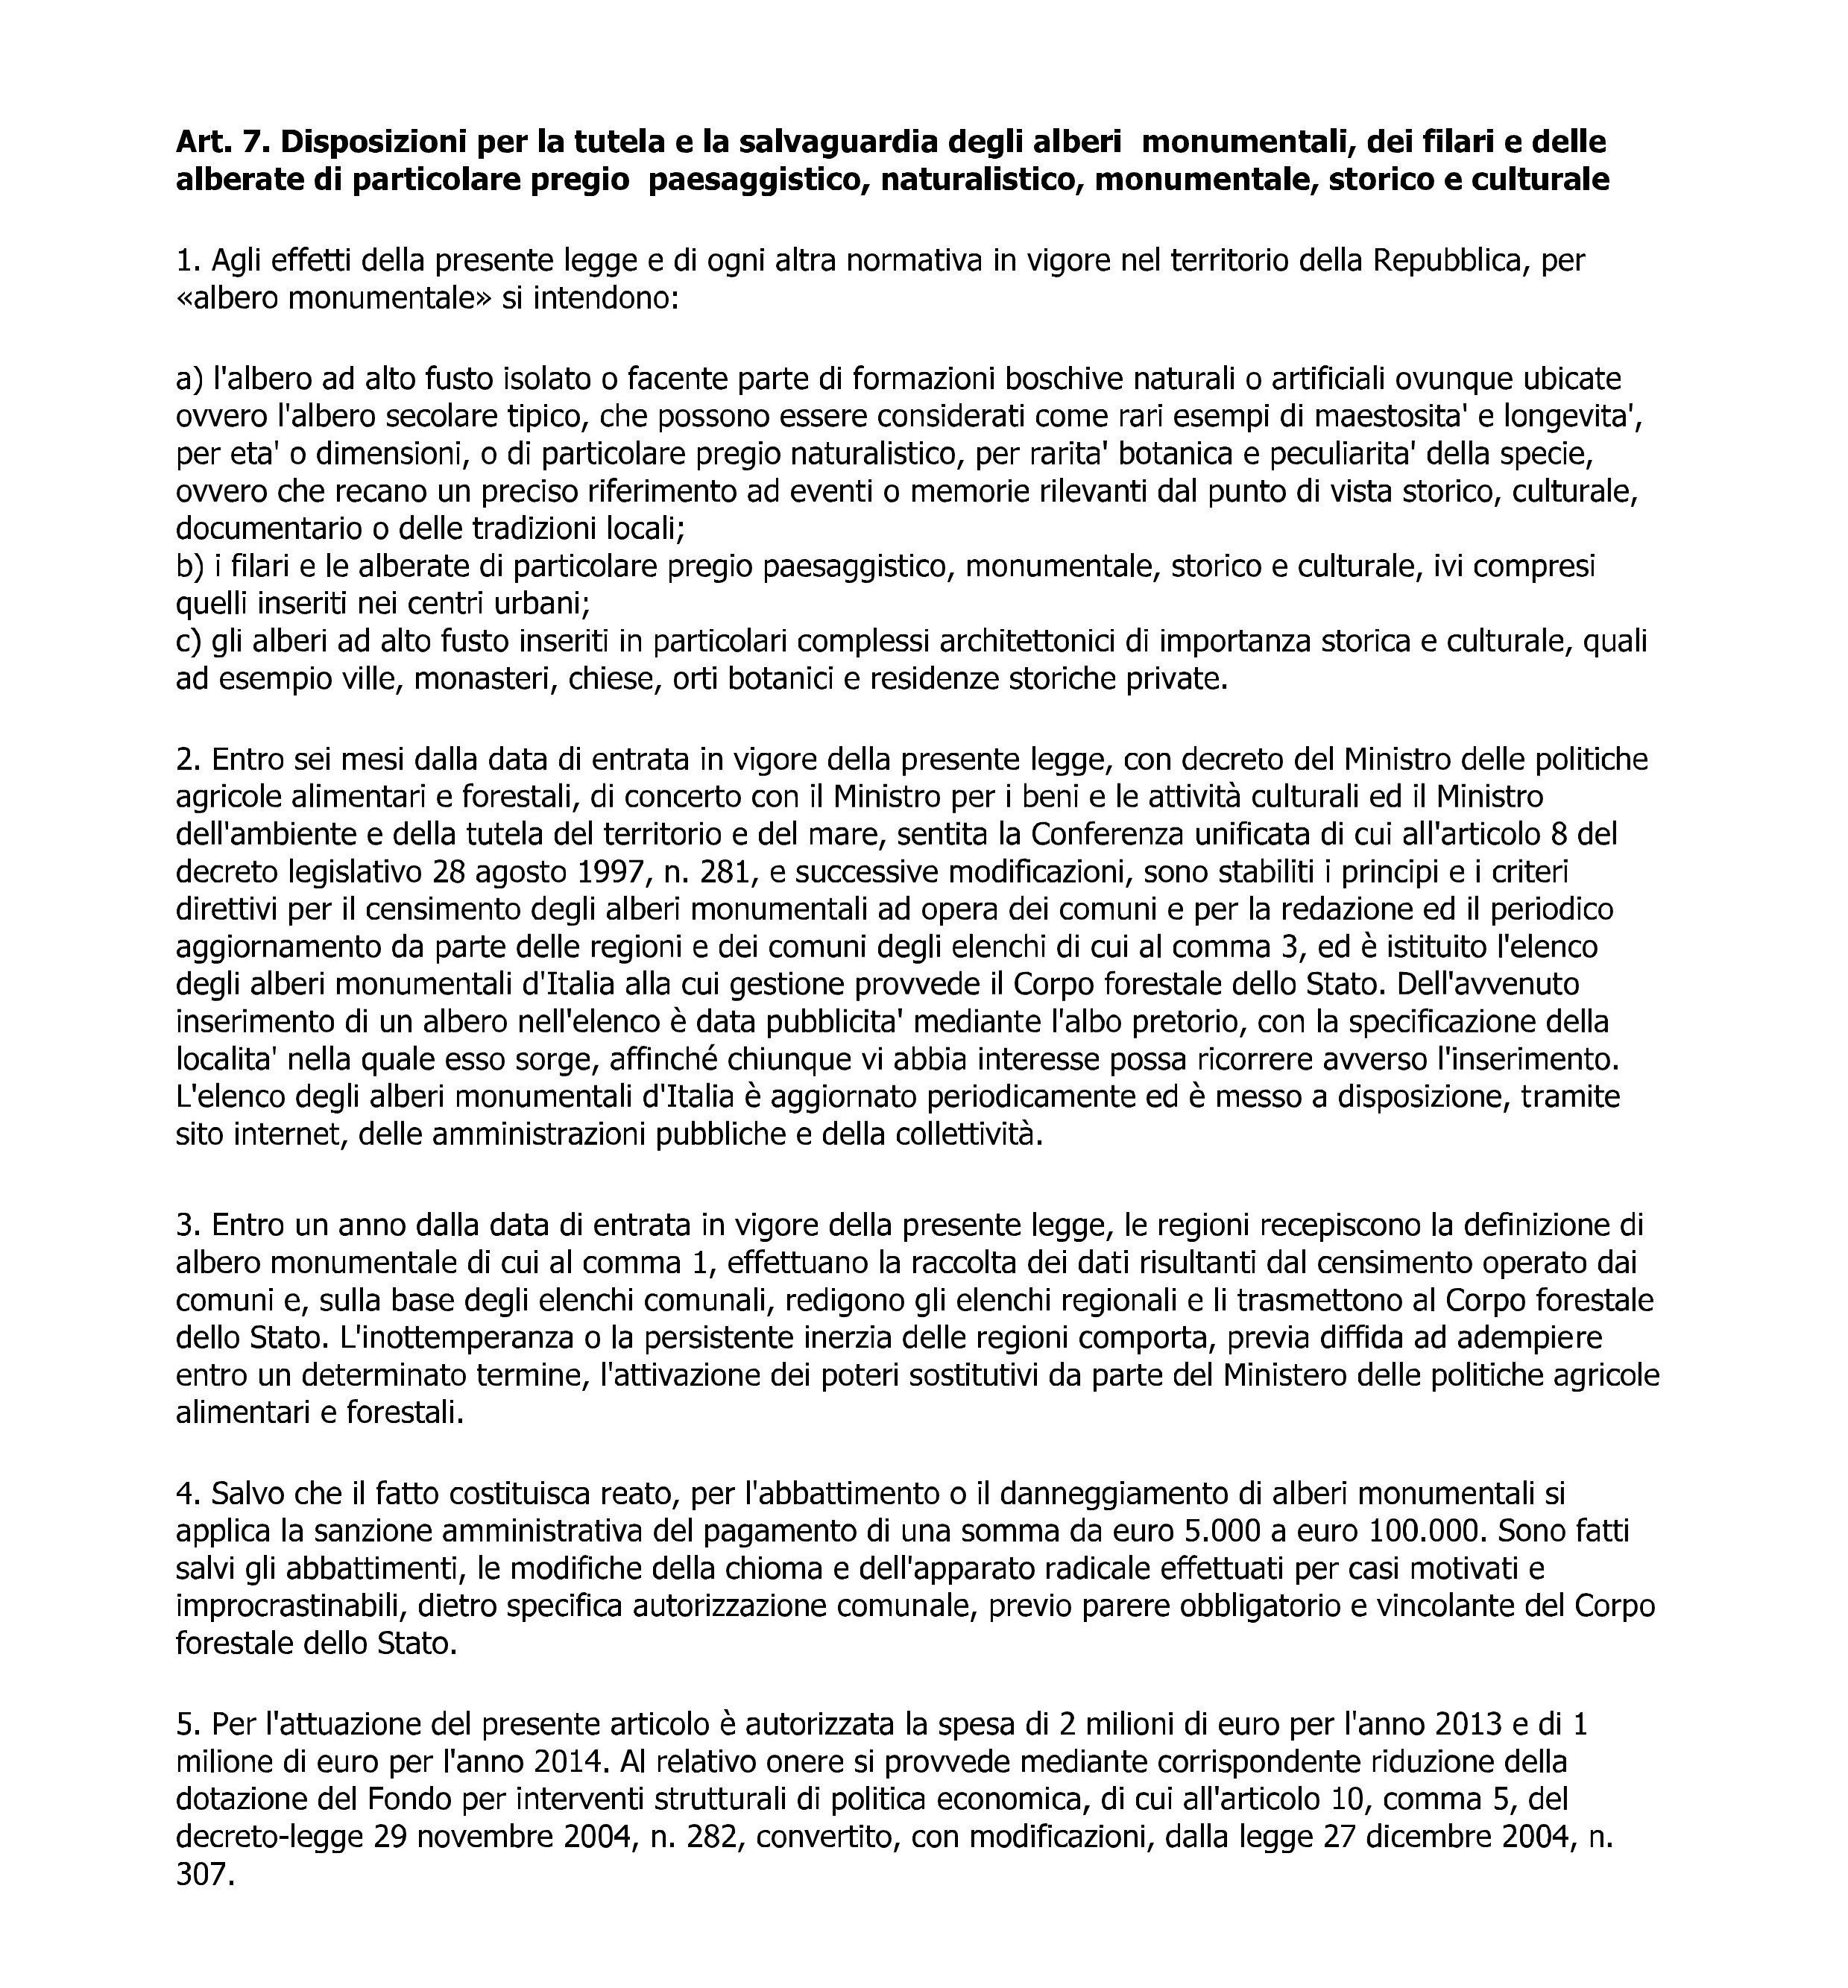 Art. 7. Disposizioni per la tutela e la salvaguardia degli alberi  monumentali, dei filari e delle
alberate di particolare pregio  paesaggistico, naturalistico, monumentale, storico e culturale
1. Agli effetti della presente legge e di ogni altra normativa in vigore nel territorio della Repubblica, per
«albero monumentale» si intendono:
a) l'albero ad alto fusto isolato o facente parte di formazioni boschive naturali o artificiali ovunque ubicate
ovvero l'albero secolare tipico, che possono essere considerati come rari esempi di maestosita' e longevita',
per eta' o dimensioni, o di particolare pregio naturalistico, per rarita' botanica e peculiarita' della specie,
ovvero che recano un preciso riferimento ad eventi o memorie rilevanti dal punto di vista storico, culturale,
documentario o delle tradizioni locali;
b) i filari e le alberate di particolare pregio paesaggistico, monumentale, storico e culturale, ivi compresi
quelli inseriti nei centri urbani;
c) gli alberi ad alto fusto inseriti in particolari complessi architettonici di importanza storica e culturale, quali
ad esempio ville, monasteri, chiese, orti botanici e residenze storiche private.
2. Entro sei mesi dalla data di entrata in vigore della presente legge, con decreto del Ministro delle politiche
agricole alimentari e forestali, di concerto con il Ministro per i beni e le attività culturali ed il Ministro
dell'ambiente e della tutela del territorio e del mare, sentita la Conferenza unificata di cui all'articolo 8 del
decreto legislativo 28 agosto 1997, n. 281, e successive modificazioni, sono stabiliti i principi e i criteri
direttivi per il censimento degli alberi monumentali ad opera dei comuni e per la redazione ed il periodico
aggiornamento da parte delle regioni e dei comuni degli elenchi di cui al comma 3, ed è istituito l'elenco
degli alberi monumentali d'Italia alla cui gestione provvede il Corpo forestale dello Stato. Dell'avvenuto
inserimento di un albero nell'elenco è data pubblicita' mediante l'albo pretorio, con la specificazione della
localita' nella quale esso sorge, affinché chiunque vi abbia interesse possa ricorrere avverso l'inserimento.
L'elenco degli alberi monumentali d'Italia è aggiornato periodicamente ed è messo a disposizione, tramite
sito internet, delle amministrazioni pubbliche e della collettività.
3. Entro un anno dalla data di entrata in vigore della presente legge, le regioni recepiscono la definizione di
albero monumentale di cui al comma 1, effettuano la raccolta dei dati risultanti dal censimento operato dai
comuni e, sulla base degli elenchi comunali, redigono gli elenchi regionali e li trasmettono al Corpo forestale
dello Stato. L'inottemperanza o la persistente inerzia delle regioni comporta, previa diffida ad adempiere
entro un determinato termine, l'attivazione dei poteri sostitutivi da parte del Ministero delle politiche agricole
alimentari e forestali.
4. Salvo che il fatto costituisca reato, per l'abbattimento o il danneggiamento di alberi monumentali si
applica la sanzione amministrativa del pagamento di una somma da euro 5.000 a euro 100.000. Sono fatti
salvi gli abbattimenti, le modifiche della chioma e dell'apparato radicale effettuati per casi motivati e
improcrastinabili, dietro specifica autorizzazione comunale, previo parere obbligatorio e vincolante del Corpo
forestale dello Stato.
5. Per l'attuazione del presente articolo è autorizzata la spesa di 2 milioni di euro per l'anno 2013 e di 1
milione di euro per l'anno 2014. Al relativo onere si provvede mediante corrispondente riduzione della
dotazione del Fondo per interventi strutturali di politica economica, di cui all'articolo 10, comma 5, del
decreto-legge 29 novembre 2004, n. 282, convertito, con modificazioni, dalla legge 27 dicembre 2004, n.
307.